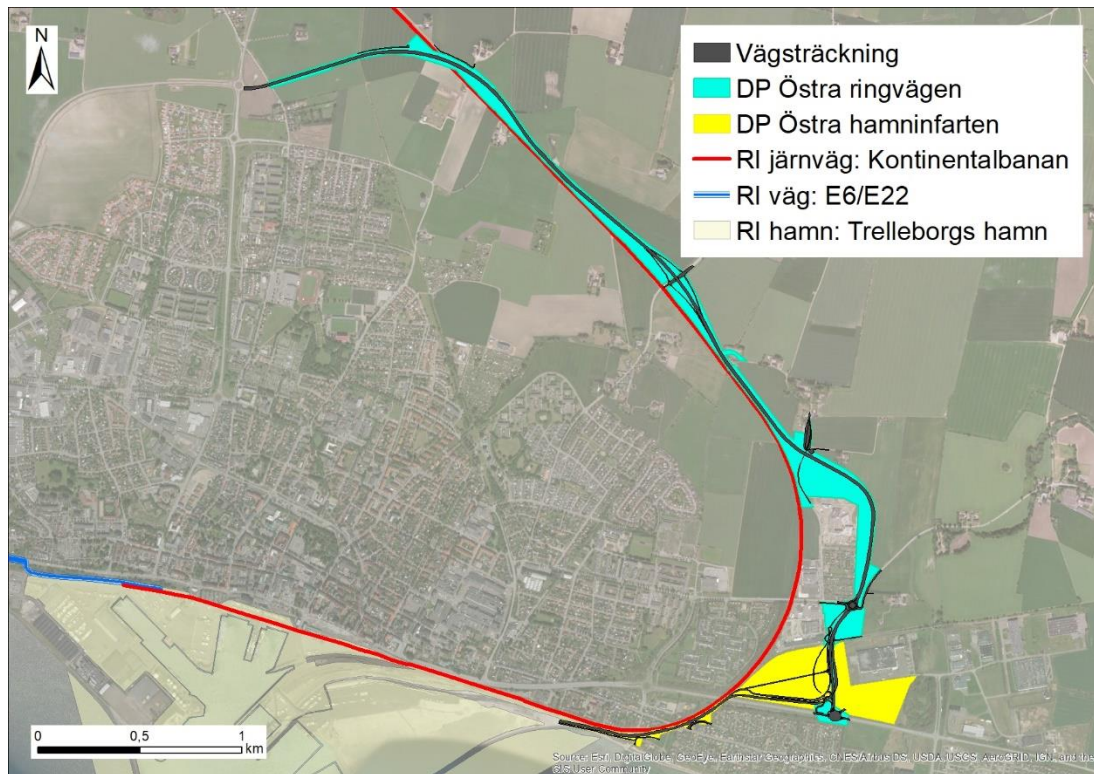 N
Vägsträckning
DP Östra ringvägen
DP Östra hamninfarten
RI järnväg: Kontinentalbanan
RI väg: E6/E22
RI hamn: Trelleborgs hamn
0 0,5 1
km
Source: Esri, DigitalGlobe, GeoEye, Earthstar Geographics, CNES/Airbus DS, USDA, USGS, AeroGRID, IGN, and the
GIS User Community